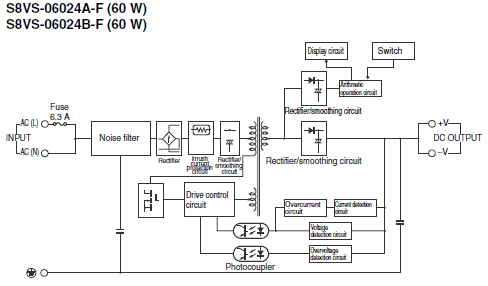 S8VS-06024A-F (60 W)
S8VS-06024B-F (60 W)
Display circuit
Switch
Arithmetic
operation circuit
Rectifier/smoothing circuit
Fuse
6.3 A
AC (L)
INPUT
AC (N)
Noise filter
Rectifier
Inrush
current
protection
circuit
Rectifier/
smoothing
circuit
Rectifier/smoothing circuit
+V
DC OUTPUT
-V
Drive control
circuit
Overcurrent
circuit
Current detection
circuit
Voltage
detection circuit
Overvoltage
detection circuit
Photocoupler